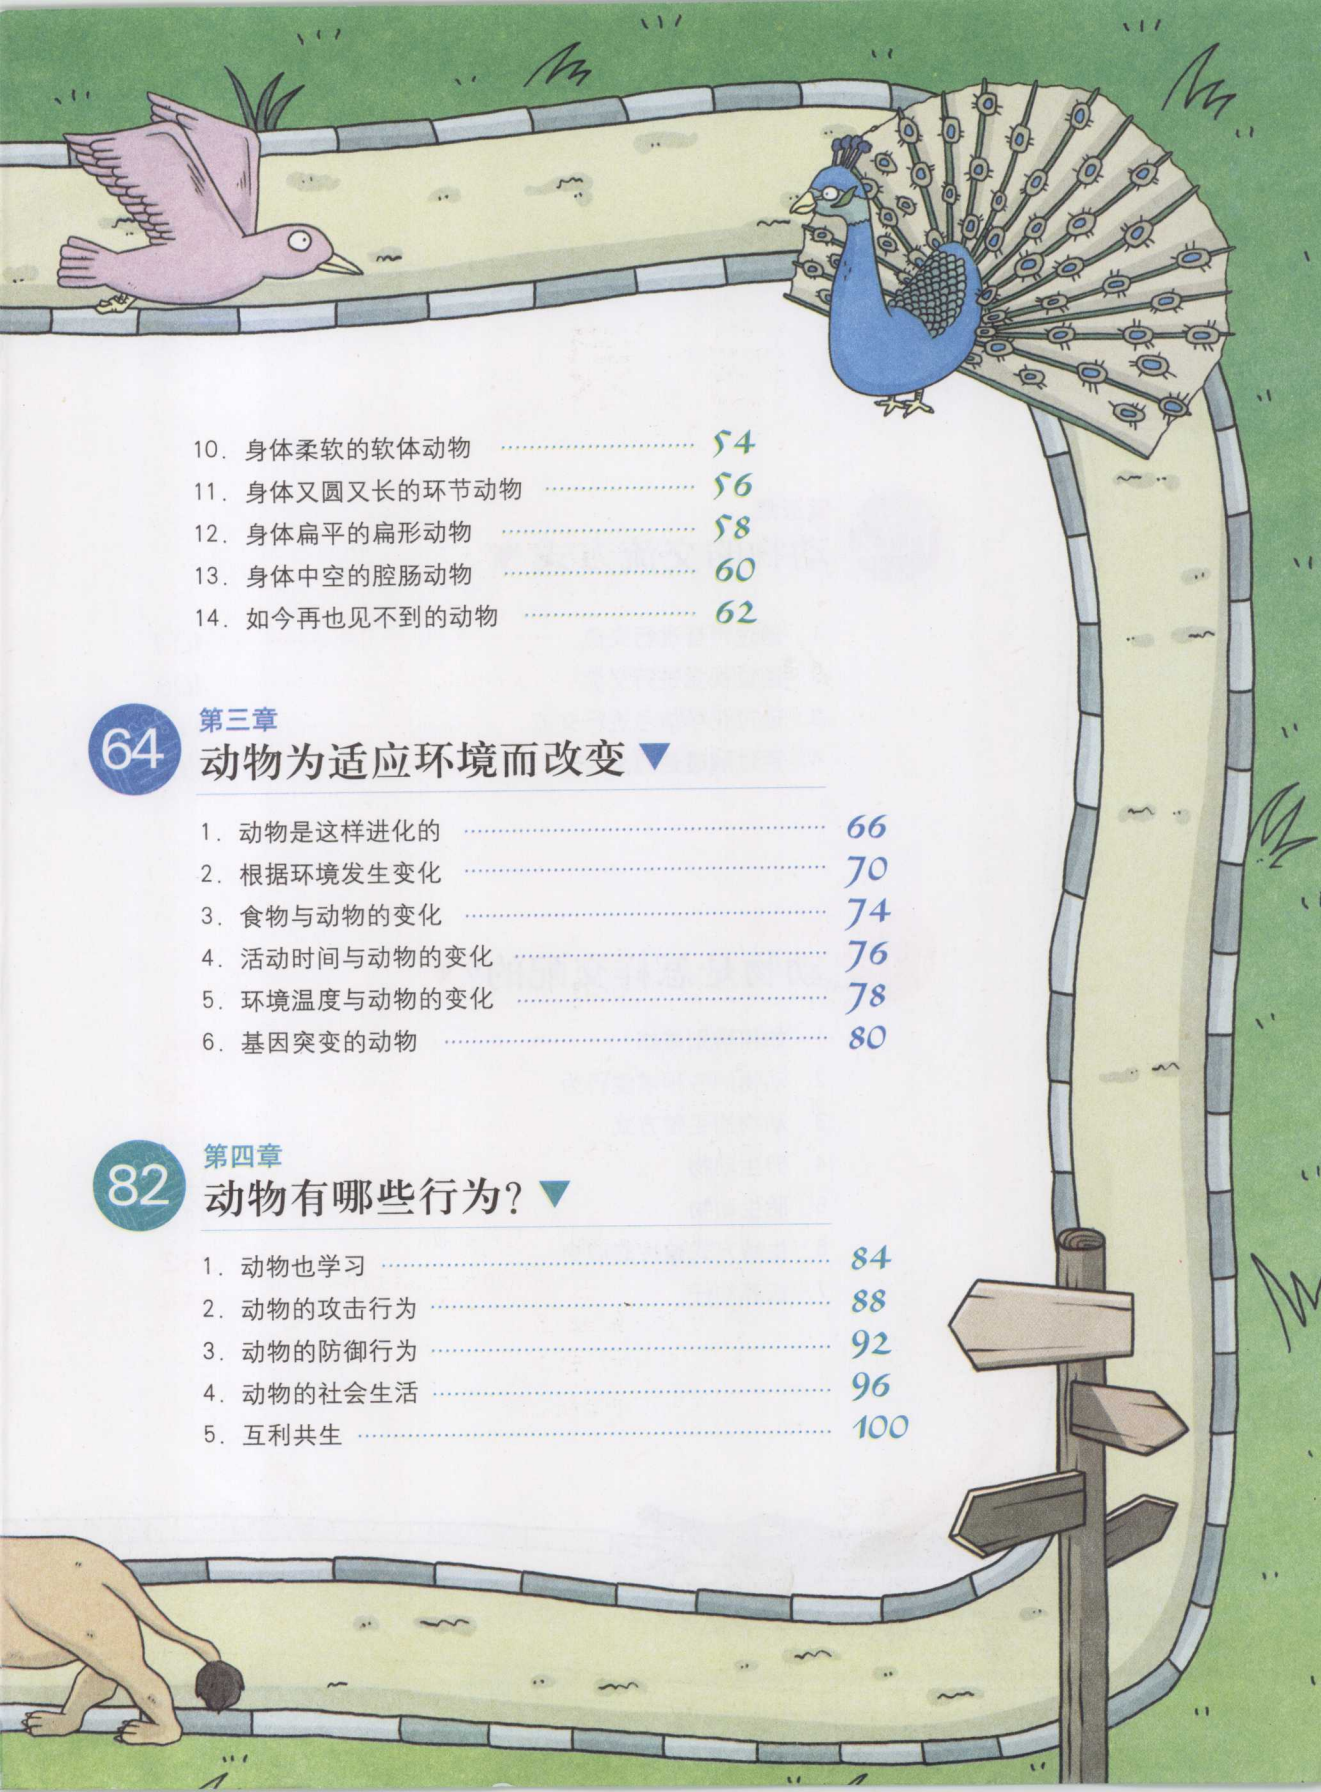 10. 身体柔软的软体动物 ……………………… 54
11. 身体又圆又长的环节动物 ……………………… 56
12. 身体扁平的扁形动物 ……………………… 58
13. 身体中空的腔肠动物 ……………………… 60
14. 如今再也见不到的动物 ……………………… 62
64
第三章
动物为适应环境而改变▼
1. 动物是这样进化的 ……………………… 66
2. 根据环境发生变化 ……………………… 70
3. 食物与动物的变化 ……………………… 74
4. 活动时间与动物的变化 ……………………… 76
5. 环境温度与动物的变化 ……………………… 78
6. 基因突变的动物 ……………………… 80
82
第四章
动物有哪些行为?▼
1. 动物也学习 ……………………… 84
2. 动物的攻击行为 ……………………… 88
3. 动物的防御行为 ……………………… 92
4. 动物的社会生活 ……………………… 96
5. 互利共生 ……………………… 100